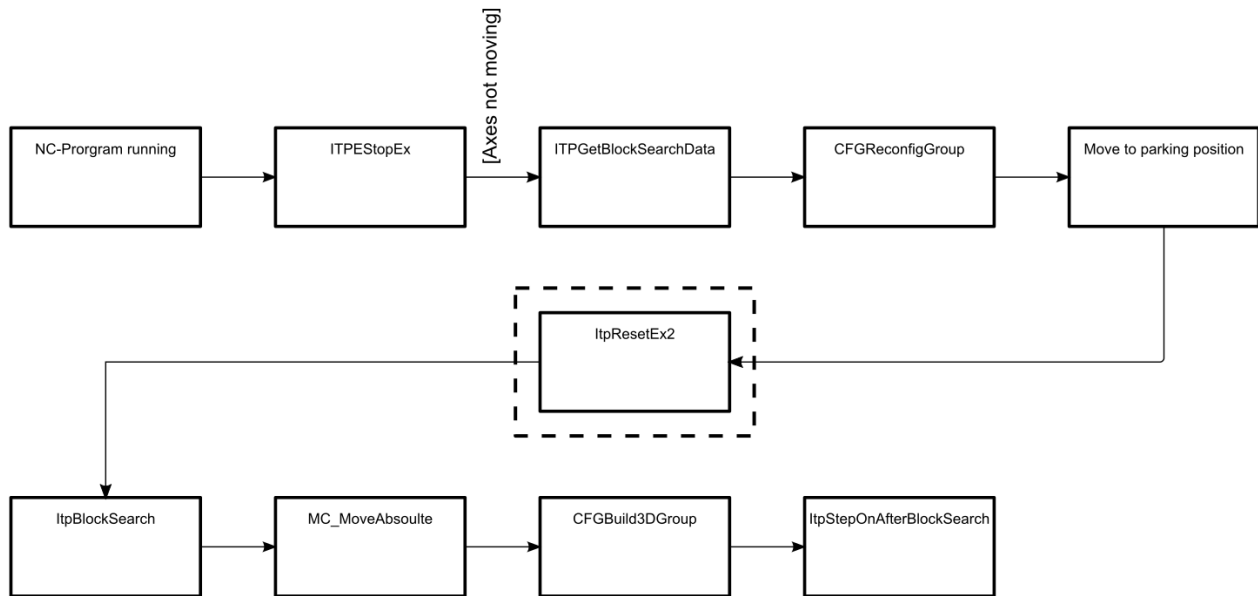 [Axes not moving]
NC-Prorgram running
ITPEStopEx
ITPGetBlockSearchData
CFGReconfigGroup
Move to parking position
ItpResetEx2
ItpBlockSearch
MC_MoveAbsoulte
CFGBuild3DGroup
ItpStepOnAfterBlockSearch